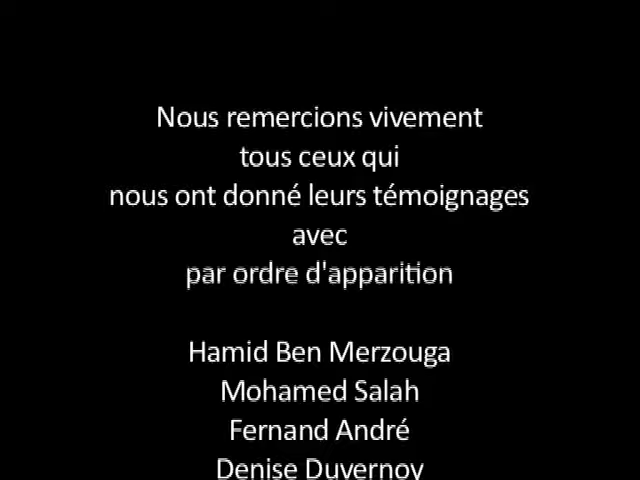 Nous remercions vivement
tous ceux qui
nous ont donné leurs témoignages
avec
par ordre d'apparition
Hamid Ben Merzouga
Mohamed Salah
Fernand André
Denise Duvernoy